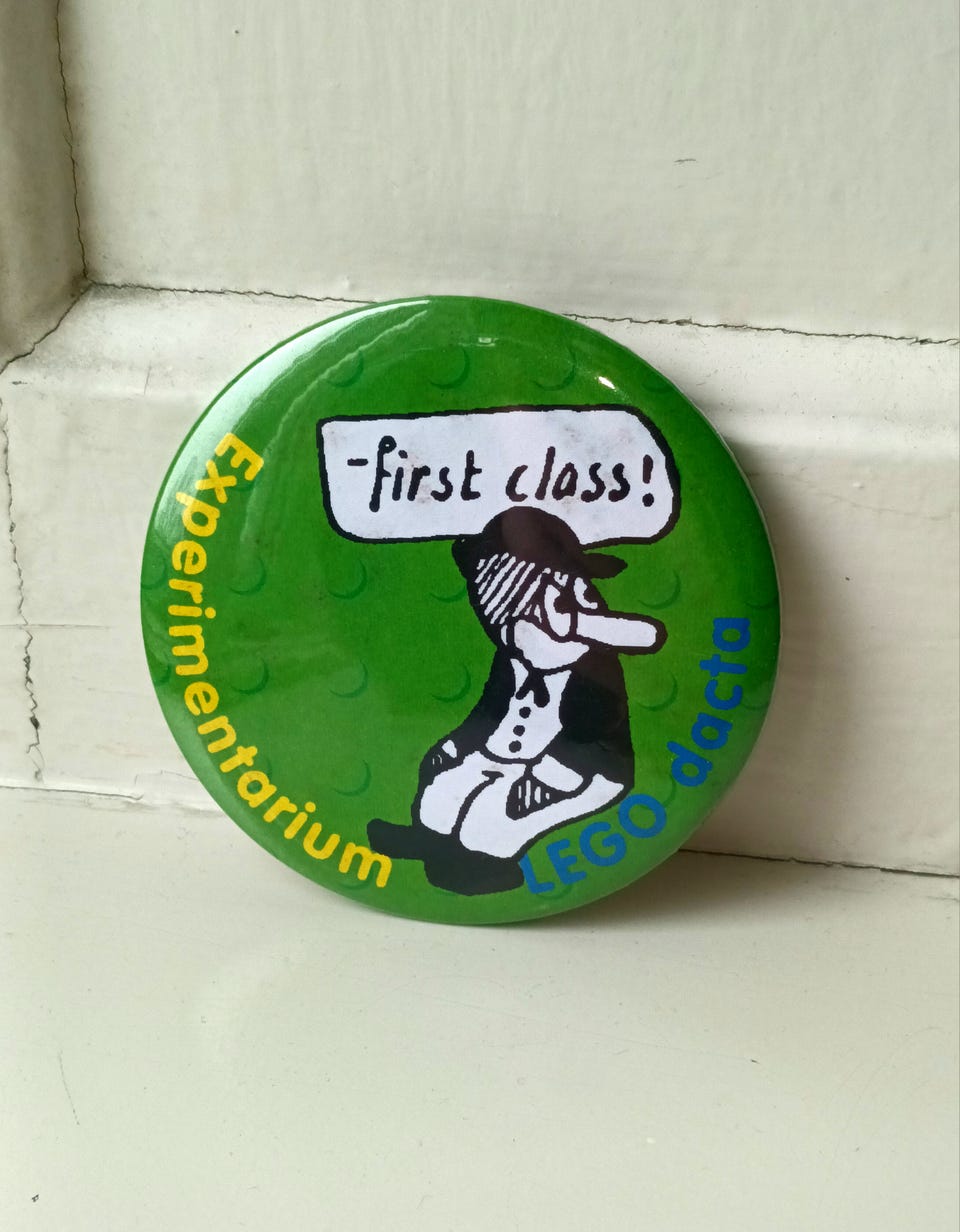 -first class!
Experimentarium
LEGO dacta